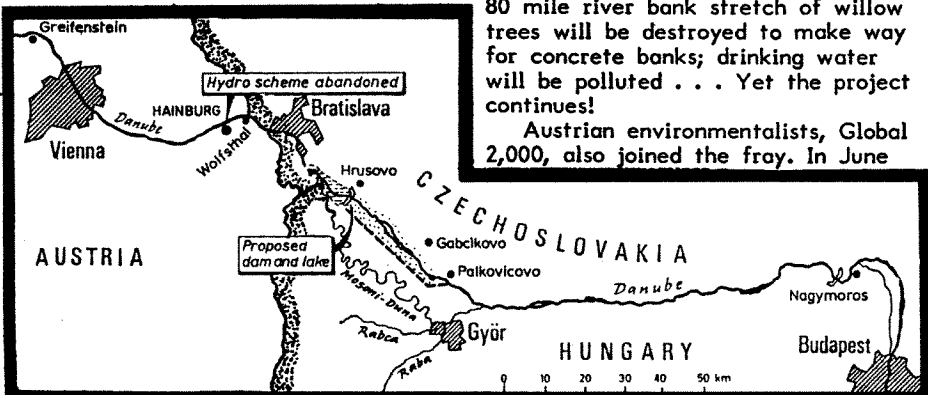 80 mile river bank stretch of willow
trees will be destroyed to make way
for concrete banks; drinking water
will be polluted . . . Yet the project
continues!
Austrian environmentalists, Global
2,000, also joined the fray. In June
Greifenstein
Hydro scheme abandoned
HAINBURG
Bratislava
Danube
Vienna
Wolfsthal
Hrusovo
CZECHOSLOVAKIA
AUSTRIA
Proposed
dam and lake
Gabcikovo
Palkovicovo
Mosoni-Duna
Danube
Nagymoros
Rabca
Györ
Raba
HUNGARY
Budapest
0 10 20 30 40 50 km